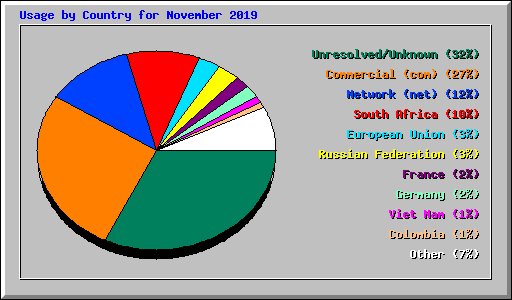 Usage by Country for November 2019
Unresolved/Unknown (32%)
Commercial (com) (27%)
Network (net) (12%)
South Africa (10%)
European Union (3%)
Russian Federation (3%)
France (2%)
Germany (2%)
Viet Nam (1%)
Colombia (1%)
Other (7%)